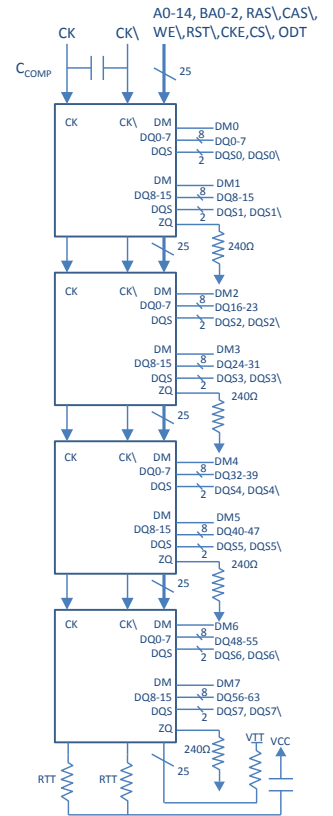 A0-14, BA0-2, RAS\,CAS\,
CK CK\ WE\,RST\,CKE,CS\, ODT
CCOMP
25
CK CK\ DM DM0
DQ0-7 8 DQ0-7
DQS 2 DQS0, DQS0\
DM DM1
DQ8-15 8 DQ8-15
DQS 2 DQS1, DQS1\
ZQ
25 240Ω
CK CK\ DM DM2
DQ0-7 8 DQ16-23
DQS 2 DQS2, DQS2\
DM DM3
DQ8-15 8 DQ24-31
DQS 2 DQS3, DQS3\
ZQ 240Ω
25
CK CK\ DM DM4
DQ0-7 8 DQ32-39
DQS 2 DQS4, DQS4\
DM DM5
DQ8-15 8 DQ40-47
DQS 2 DQS5, DQS5\
ZQ 240Ω
25
CK CK\ DM DM6
DQ0-7 8 DQ48-55
DQS 2 DQS6, DQS6\
DM DM7
DQ8-15 8 DQ56-63
DQS 2 DQS7, DQS7\
ZQ
240Ω VTT VCC
25
RTT RTT